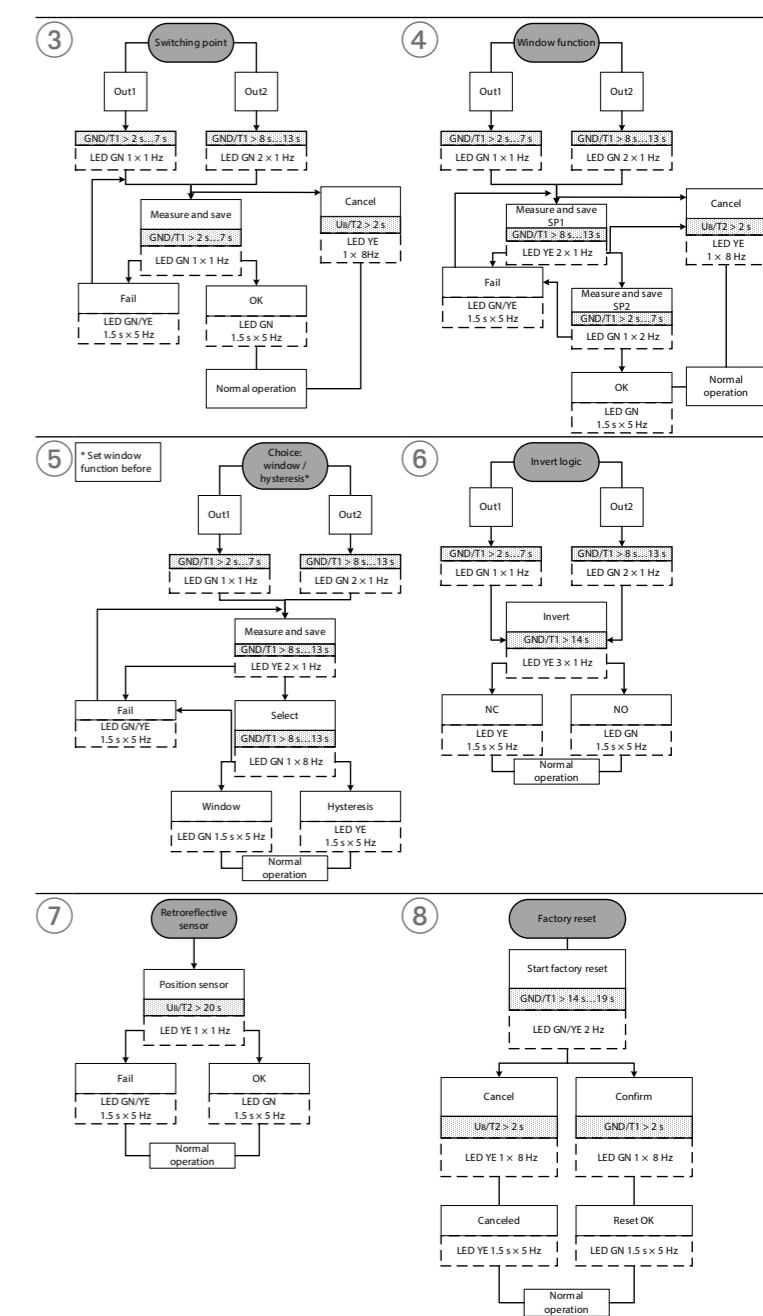 3
Switching point
Out1
Out2
GND/T1 > 2 s...7 s
GND/T1 > 8 s...13 s
LED GN 1 × 1 Hz
LED GN 2 × 1 Hz
Measure and save
GND/T1 > 2 s...7 s
LED GN 1 × 1 Hz
Cancel
UB/T2 > 2 s
LED YE
1 × 8Hz
Fail
LED GN/YE
1.5 s × 5 Hz
OK
LED GN
1.5 s × 5 Hz
Normal operation
4
Window function
Out1
Out2
GND/T1 > 2 s...7 s
GND/T1 > 8 s...13 s
LED GN 1 × 1 Hz
LED GN 2 × 1 Hz
Measure and save
SP1
GND/T1 > 8 s...13 s
LED YE 2 × 1 Hz
Cancel
UB/T2 > 2 s
LED YE
1 × 8 Hz
Fail
LED GN/YE
1.5 s × 5 Hz
Measure and save
SP2
GND/T1 > 2 s...7 s
LED GN 1 × 2 Hz
OK
LED GN
1.5 s × 5 Hz
Normal
operation
5
* Set window
function before
Choice:
window /
hysteresis*
Out1
Out2
GND/T1 > 2 s...7 s
GND/T1 > 8 s...13 s
LED GN 1 × 1 Hz
LED GN 2 × 1 Hz
Measure and save
GND/T1 > 8 s...13 s
LED YE 2 × 1 Hz
Fail
LED GN/YE
1.5 s × 5 Hz
Select
GND/T1 > 8 s...13 s
LED GN 1 × 8 Hz
Window
LED GN 1.5 s × 5 Hz
Hysteresis
LED YE
1.5 s × 5 Hz
Normal
operation
6
Invert logic
Out1
Out2
GND/T1 > 2 s...7 s
GND/T1 > 8 s...13 s
LED GN 1 × 1 Hz
LED GN 2 × 1 Hz
Invert
GND/T1 > 14 s
LED YE 3 × 1 Hz
NC
LED YE
1.5 s × 5 Hz
NO
LED GN
1.5 s × 5 Hz
Normal
operation
7
Retroreflective
sensor
Position sensor
UB/T2 > 20 s
LED YE 1 × 1 Hz
Fail
LED GN/YE
1.5 s × 5 Hz
OK
LED GN
1.5 s × 5 Hz
Normal
operation
8
Factory reset
Start factory reset
GND/T1 > 14 s...19 s
LED GN/YE 2 Hz
Cancel
UB/T2 > 2 s
LED YE 1 × 8 Hz
Confirm
GND/T1 > 2 s
LED GN 1 × 8 Hz
Canceled
LED YE 1.5 s × 5 Hz
Reset OK
LED GN 1.5 s × 5 Hz
Normal
operation